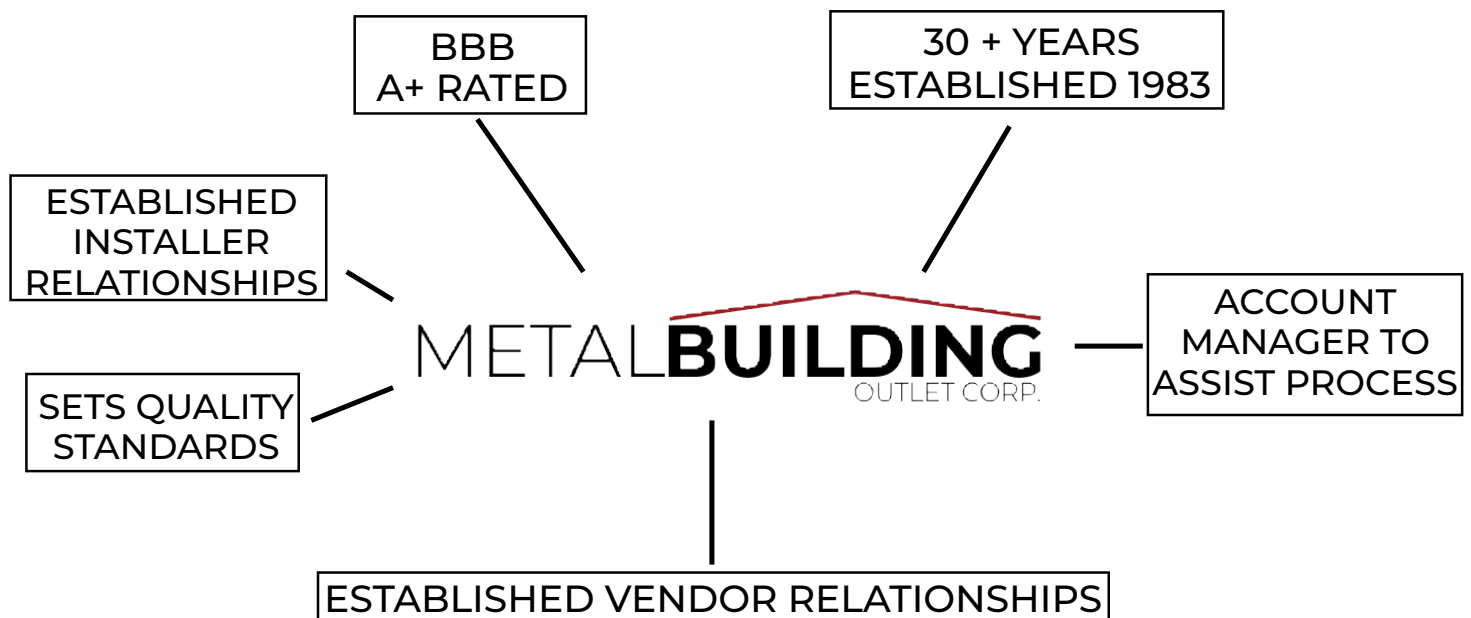 BBB
A+ RATED
30 + YEARS
ESTABLISHED 1983
ESTABLISHED
INSTALLER
RELATIONSHIPS
METALBUILDING
OUTLET CORP.
ACCOUNT
MANAGER TO
ASSIST PROCESS
SETS QUALITY
STANDARDS
ESTABLISHED VENDOR RELATIONSHIPS